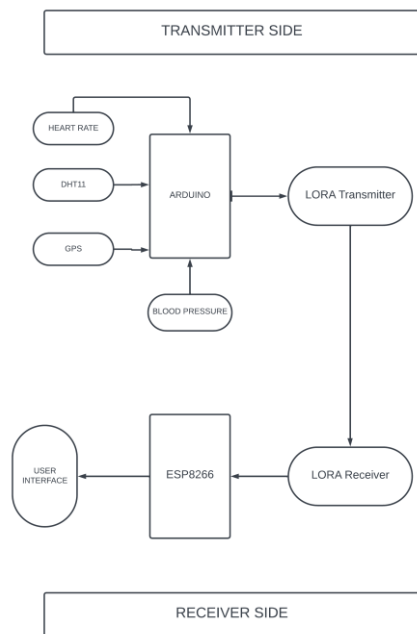 TRANSMITTER SIDE
HEART RATE
DHT11
ARDUINO
LORA Transmitter
GPS
BLOOD PRESSURE
USER
INTERFACE
ESP8266
LORA Receiver
RECEIVER SIDE